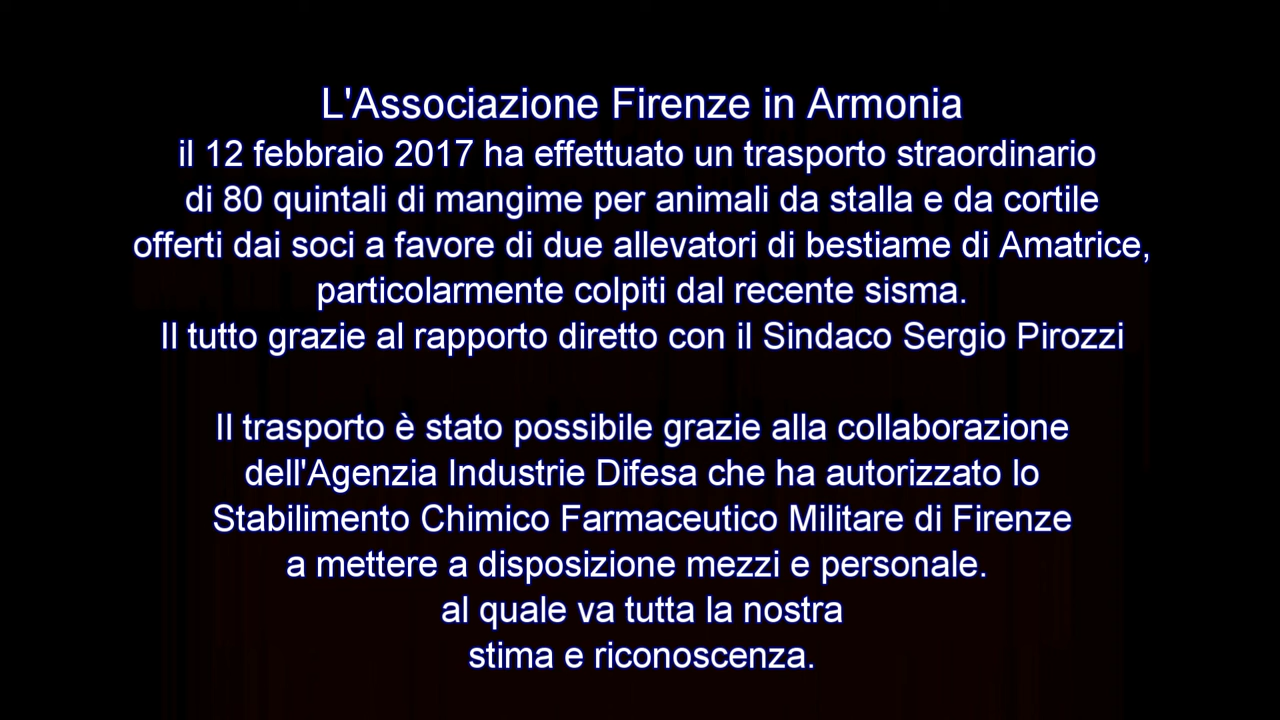 L'Associazione Firenze in Armonia
il 12 febbraio 2017 ha effettuato un trasporto straordinario
di 80 quintali di mangime per animali da stalla e da cortile
offerti dai soci a favore di due allevatori di bestiame di Amatrice,
particolarmente colpiti dal recente sisma.
Il tutto grazie al rapporto diretto con il Sindaco Sergio Pirozzi
Il trasporto è stato possibile grazie alla collaborazione
dell'Agenzia Industrie Difesa che ha autorizzato lo
Stabilimento Chimico Farmaceutico Militare di Firenze
a mettere a disposizione mezzi e personale.
al quale va tutta la nostra
stima e riconoscenza.